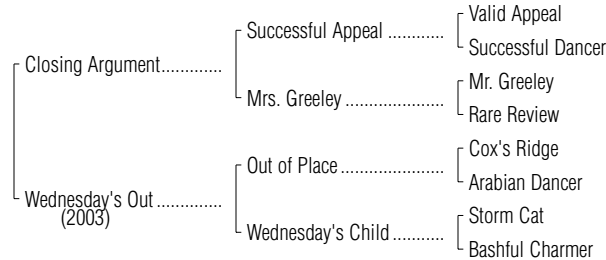 Valid Appeal
Successful Appeal ............
Successful Dancer
Closing Argument.............
Mr. Greeley
Mrs. Greeley .................
Rare Review
Cox's Ridge
Out of Place ..................
Arabian Dancer
Wednesday's Out ..............
(2003)
Storm Cat
Wednesday's Child ...........
Bashful Charmer